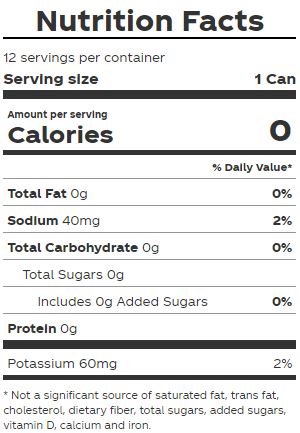 Nutrition Facts
12 servings per container
Serving size 1 Can
Amount per serving
Calories 0
% Daily Value*
Total Fat 0g 0%
Sodium 40mg 2%
Total Carbohydrate 0g 0%
Total Sugars 0g
Includes 0g Added Sugars 0%
Protein 0g
Potassium 60mg 2%
* Not a significant source of saturated fat, trans fat,
cholesterol, dietary fiber, total sugars, added sugars,
vitamin D, calcium and iron.